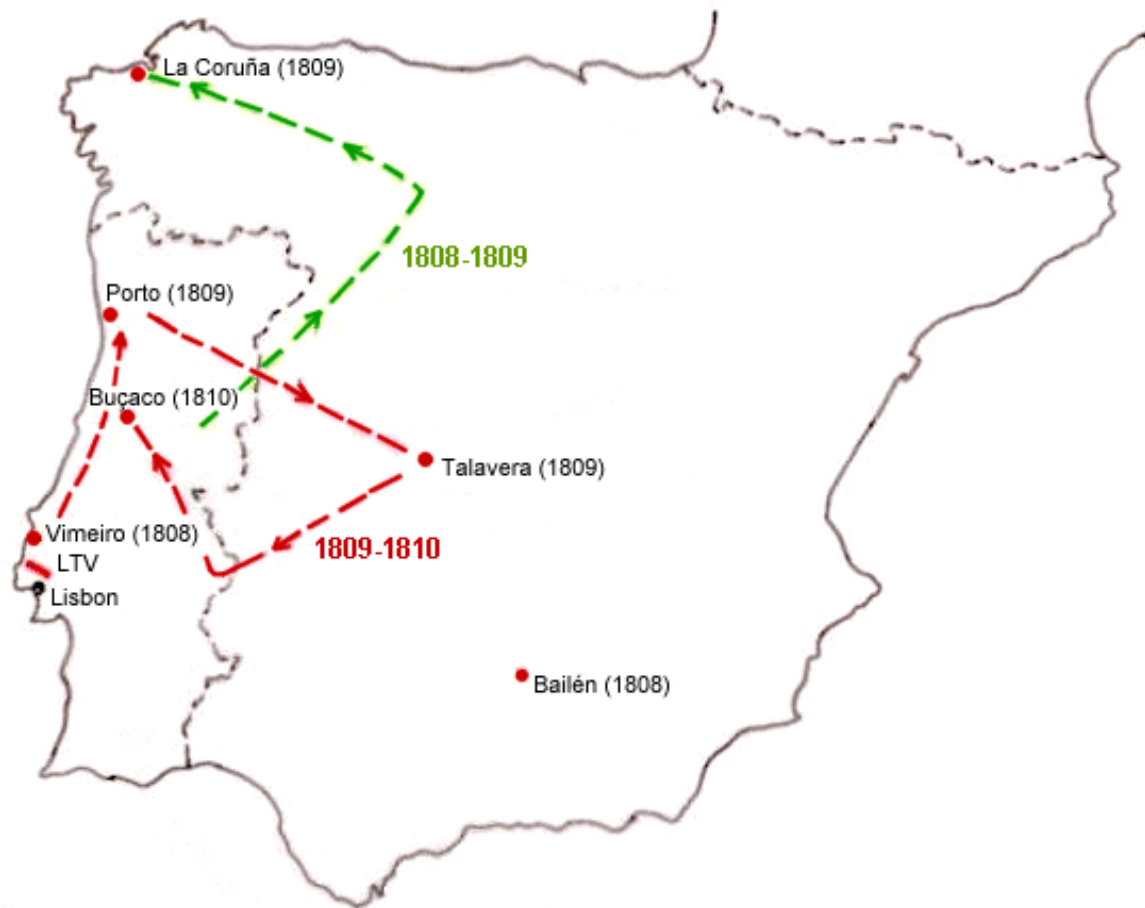 La Coruña (1809)
1808-1809
Porto (1809)
Buçaco (1810)
Talavera (1809)
Vimeiro (1808)
1809-1810
LTV
Lisbon
Bailén (1808)